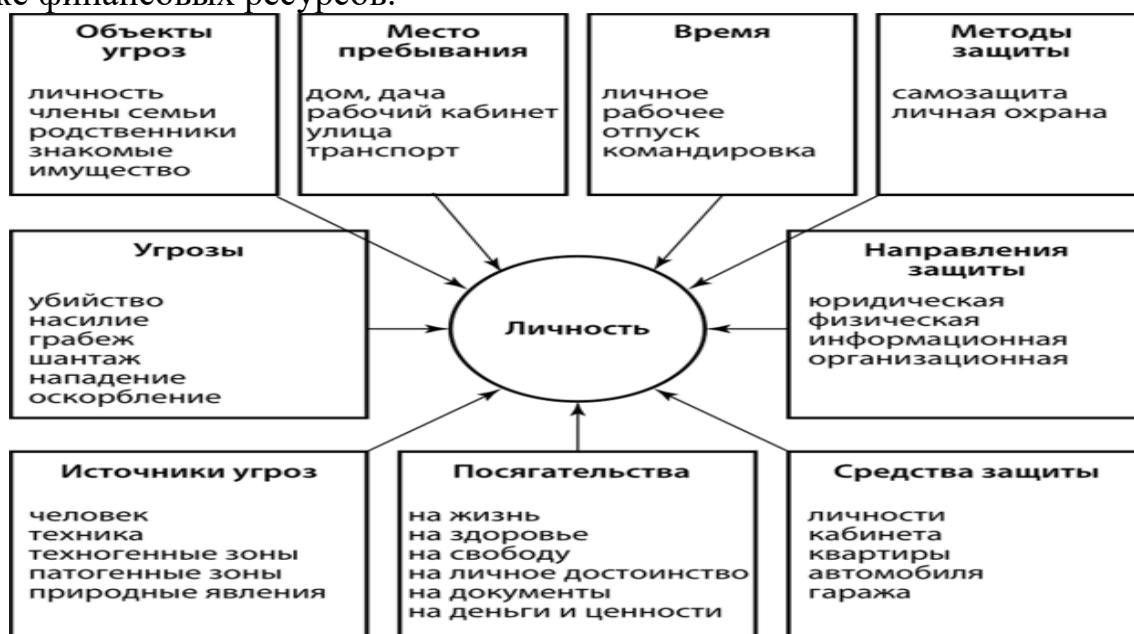 же финансовых ресурсов.
Объекты
угроз
личность
члены семьи
родственники
знакомые
имущество
Место
пребывания
дом, дача
рабочий кабинет
улица
транспорт
Время
личное
рабочее
отпуск
командировка
Методы
защиты
самозащита
личная охрана
Угрозы
убийство
насилие
грабеж
шантаж
нападение
оскорбление
Личность
Направления
защиты
юридическая
физическая
информационная
организационная
Источники угроз
человек
техника
техногенные зоны
патогенные зоны
природные явления
Посягательства
на жизнь
на здоровье
на свободу
на личное достоинство
на документы
на деньги и ценности
Средства защиты
личности
кабинета
квартиры
автомобиля
гаража